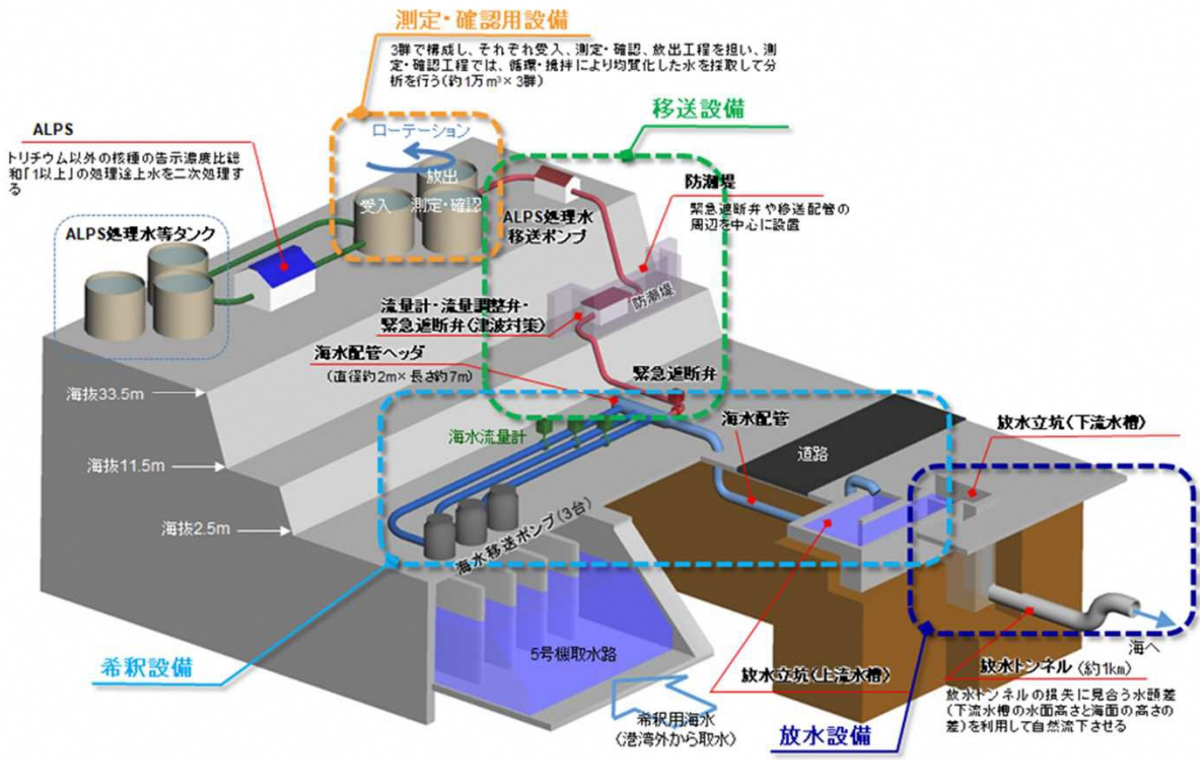 測定・確認用設備
3群で構成し、それぞれ受入、測定・確認、放出工程を担い、測
定・確認工程では、循環・撹拌により均質化した水を採取して分
析を行う(約1万m³×3群)
移送設備
ALPS
トリチウム以外の核種の告示濃度比総
和「1以上」の処理途上水を二次処理す
る
ローテーション
放出
受入
測定・確認
防潮堤
緊急遮断弁や移送配管の
周辺を中心に設置
ALPS処理水
移送ポンプ
ALPS処理水等タンク
防潮堤
流量計・流量調整弁・
緊急遮断弁(津波対策)
海水配管ヘッダ
(直径約2m×長さ約7m)
緊急遮断弁
海抜33.5m
海水流量計
海水配管
放水立坑(下流水槽)
道路
海抜11.5m
海抜2.5m
海水移送ポンプ(3台)
5号機取水路
希釈設備
海へ
放水立坑(上流水槽)
放水トンネル(約1km)
放水トンネルの損失に見合う水頭差
(下流水槽の水面高さと海面の高さの
差)を利用して自然流下させる
希釈用海水
(港湾外から取水)
放水設備